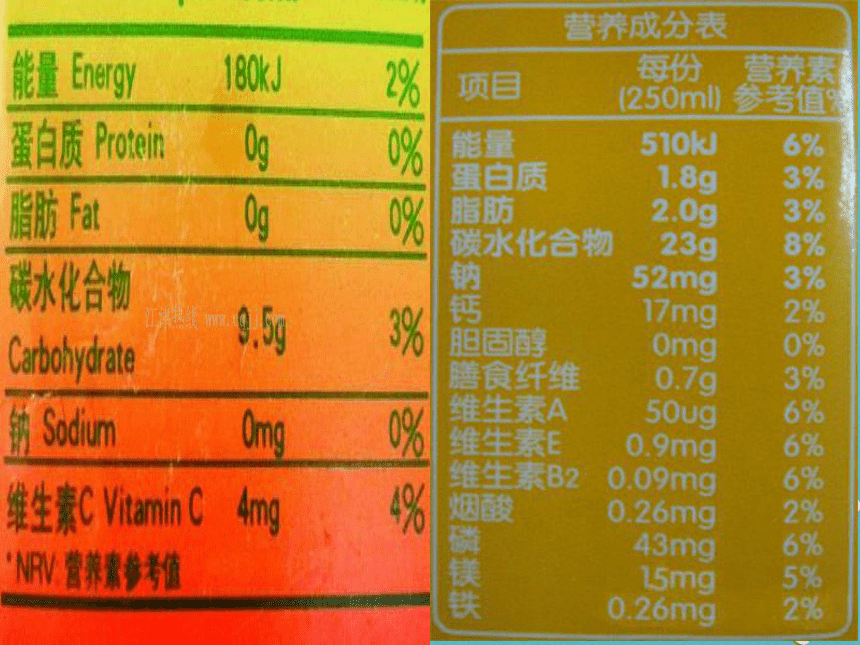 能量 Energy 180kJ 2%
蛋白质 Protein 0g 0%
脂肪 Fat 0g 0%
碳水化合物
Carbohydrate 9.5g 3%
钠 Sodium 0mg 0%
维生素C Vitamin C 4mg 4%
*NRV: 营养素参考值
营养成分表
项目 每份 营养素
(250ml) 参考值%
能量 510kJ 6%
蛋白质 1.8g 3%
脂肪 2.0g 3%
碳水化合物 23g 8%
钠 52mg 3%
钙 17mg 2%
胆固醇 0mg 0%
膳食纤维 0.7g 3%
维生素A 50ug 6%
维生素E 0.9mg 6%
维生素B2 0.09mg 6%
烟酸 0.26mg 2%
磷 43mg 6%
镁 15mg 5%
铁 0.26mg 2%